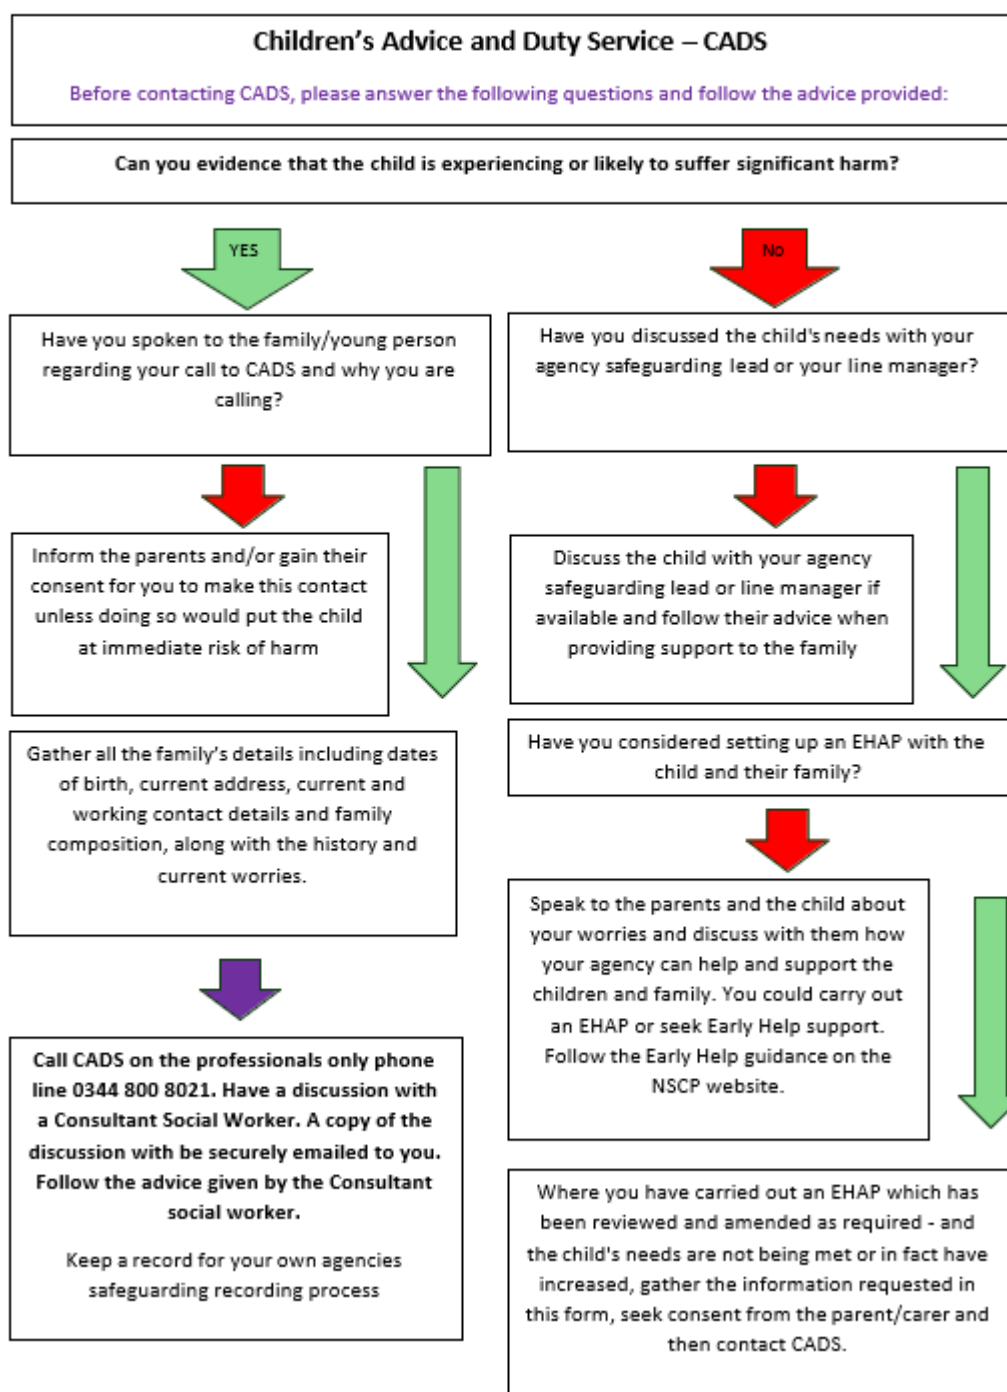 Children's Advice and Duty Service – CADS
Before contacting CADS, please answer the following questions and follow the advice provided:
Can you evidence that the child is experiencing or likely to suffer significant harm?
YES
No
Have you spoken to the family/young person
regarding your call to CADS and why you are
calling?
Have you discussed the child's needs with your
agency safeguarding lead or your line manager?
Inform the parents and/or gain their
consent for you to make this contact
unless doing so would put the child
at immediate risk of harm
Discuss the child with your agency
safeguarding lead or line manager if
available and follow their advice when
providing support to the family
Gather all the family's details including dates
of birth, current address, current and
working contact details and family
composition, along with the history and
current worries.
Have you considered setting up an EHAP with the
child and their family?
Speak to the parents and the child about
your worries and discuss with them how
your agency can help and support the
children and family. You could carry out
an EHAP or seek Early Help support.
Follow the Early Help guidance on the
NSCP website.
Call CADS on the professionals only phone
line 0344 800 8021. Have a discussion with
a Consultant Social Worker. A copy of the
discussion with be securely emailed to you.
Follow the advice given by the Consultant
social worker.
Keep a record for your own agencies
safeguarding recording process
Where you have carried out an EHAP which has
been reviewed and amended as required - and
the child's needs are not being met or in fact have
increased, gather the information requested in
this form, seek consent from the parent/carer and
then contact CADS.